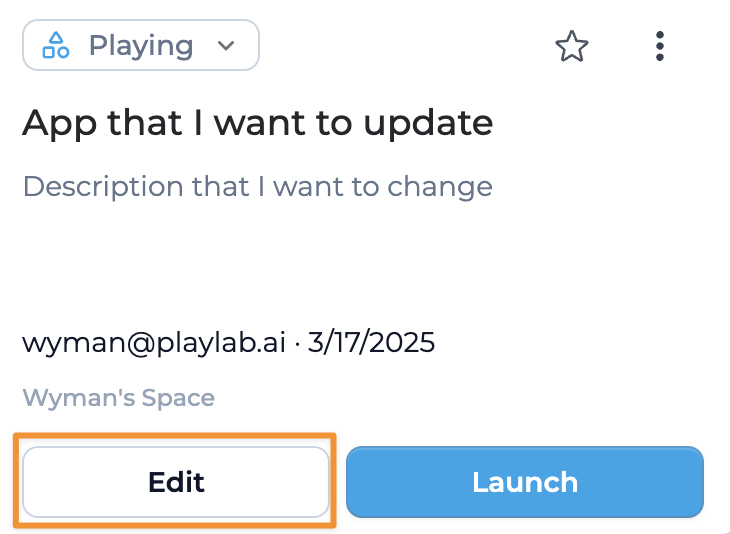 Playing
App that I want to update
Description that I want to change
wyman@playlab.ai · 3/17/2025
Wyman's Space
Edit
Launch